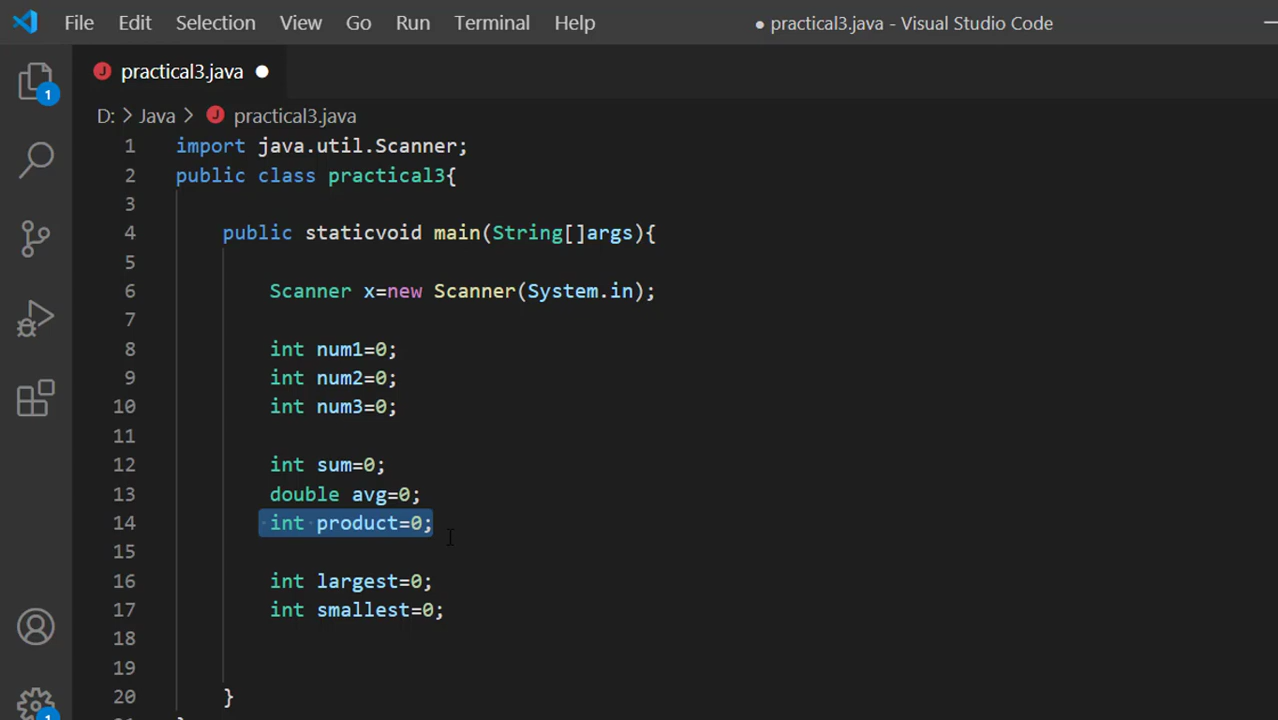 File Edit Selection View Go Run Terminal Help ● practical3.java - Visual Studio Code
J practical3.java ●
1
D: > Java > J practical3.java
1 import java.util.Scanner;
2 public class practical3{
3
4 public staticvoid main(String[]args){
5
6 Scanner x=new Scanner(System.in);
7
8 int num1=0;
9 int num2=0;
10 int num3=0;
11
12 int sum=0;
13 double avg=0;
14 int product=0;
15
16 int largest=0;
17 int smallest=0;
18
19
20 }
1